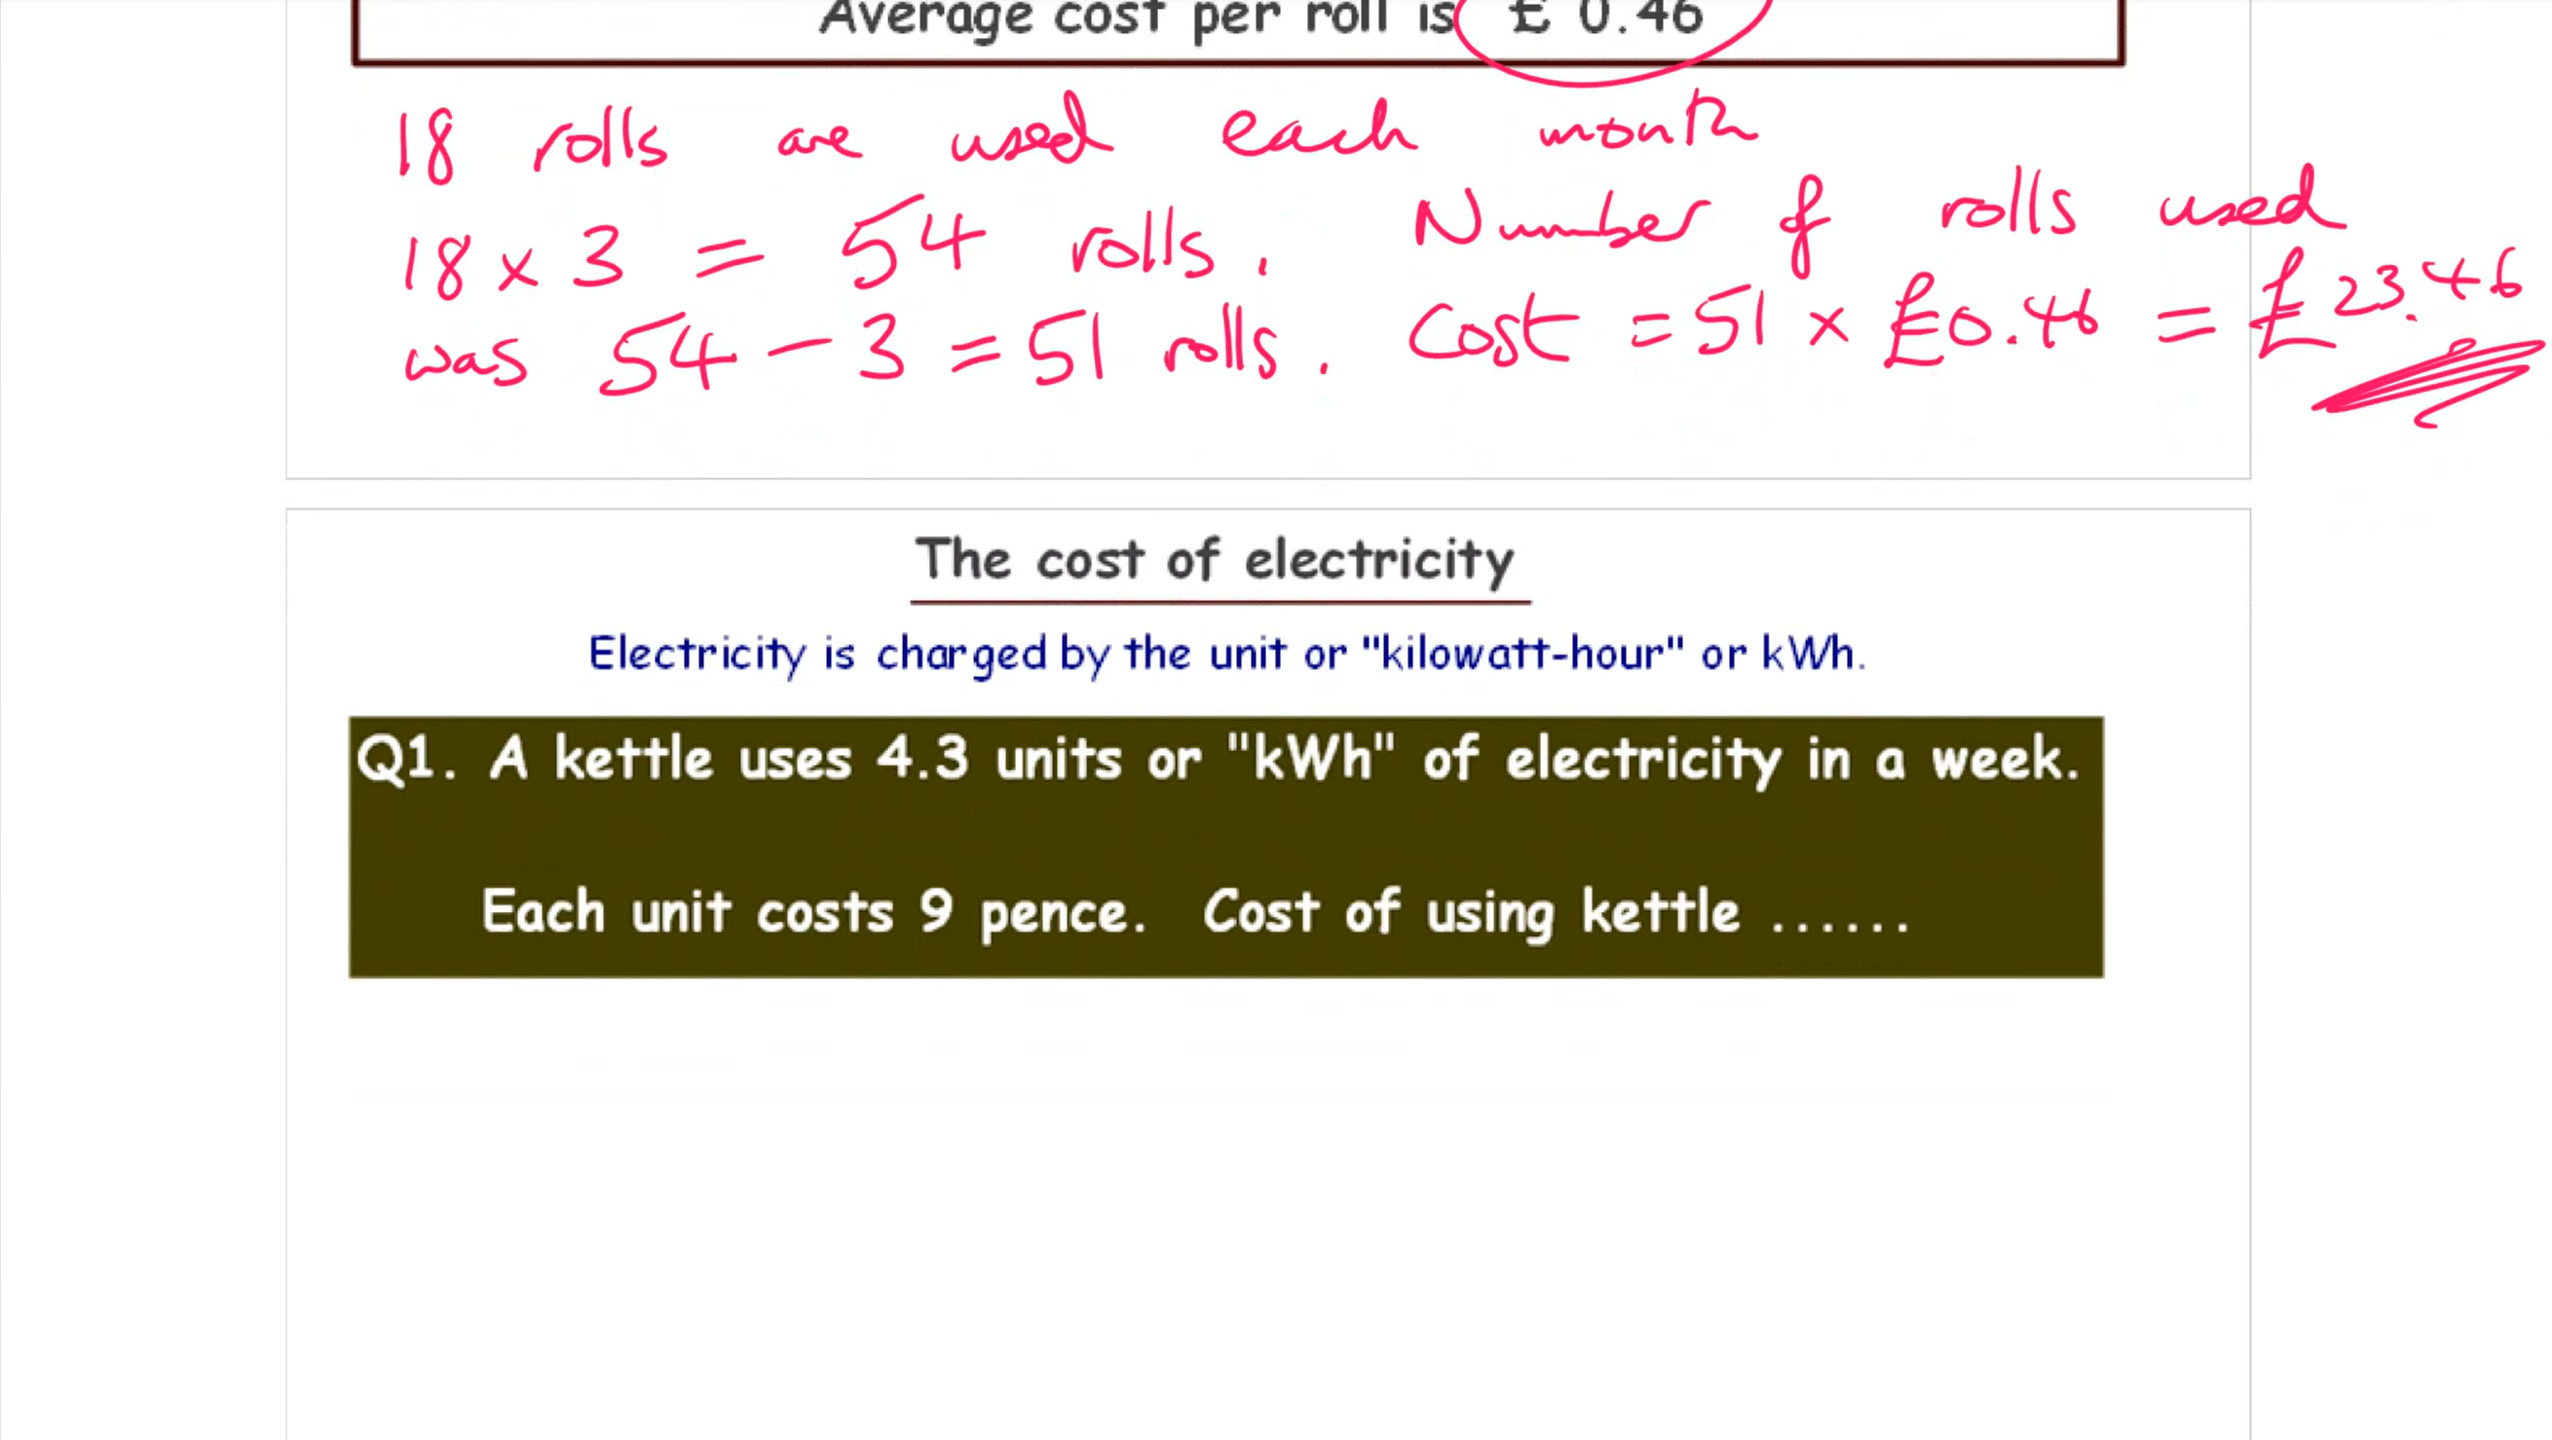 Average cost per roll is £ 0.46
18 rolls are used each month
18 x 3 = 54 rolls. Number of rolls used
was 54 - 3 = 51 rolls. Cost = 51 x £0.46 = £23.46
The cost of electricity
Electricity is charged by the unit or "kilowatt-hour" or kWh.
Q1. A kettle uses 4.3 units or "kWh" of electricity in a week.
Each unit costs 9 pence. Cost of using kettle ......